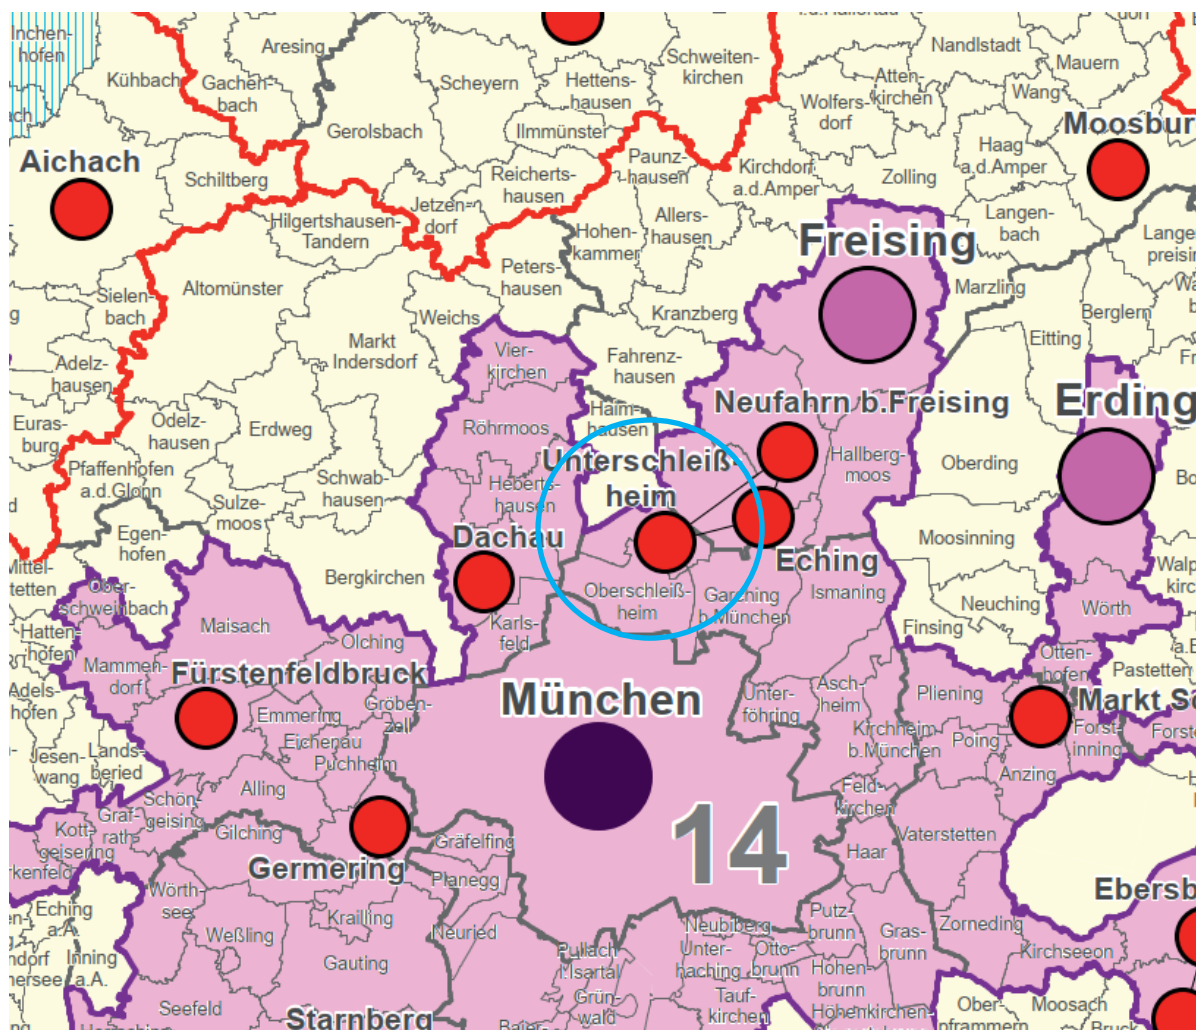 Inchen-
hofen
Aresing
Kühbach
Gachen-
bach
Scheyern
Hettens-
hausen
Schweiten-
kirchen
Nandlstadt
Mauern
Atten-
kirchen
Wang
Wolfers-
dorf
Gerolsbach
Ilmmünster
Moosbur
Aichach
Schiltberg
Reicherts-
hausen
Paunz-
hausen
Kirchdorf
a.d.Amper
Haag
a.d.Amper
Zolling
Jetzen-
dorf
Hilgertshausen-
Tandern
Hohen-
kammer
Allers-
hausen
Langen-
bach
Lange
preisin
Freising
Sielen-
bach
Altomünster
Peters-
hausen
Marzling
Berglern
Weichs
Kranzberg
Markt
Indersdorf
Eitting
Adelz-
hausen
Vier-
kirchen
Fahrenz-
hausen
Neufahrn b.Freising
Erding
Euras-
burg
Odelz-
hausen
Erdweg
Röhrmoos
Haim-
hausen
Hallberg-
moos
Oberding
Pfaffenhofen
a.d.Glonn
Schwab-
hausen
Heberts-
hausen
Unterschleiß-
heim
Sulze-
moos
Egen-
hofen
Dachau
Eching
Moosinning
Mittel-
stetten
Ober-
schweinbach
Bergkirchen
Oberschleiß-
heim
Garching
b.München
Ismaning
Neuching
Wörth
Walp
kirc
Hatten-
hofen
Maisach
Olching
Karls-
feld
Finsing
Mammen-
dorf
Fürstenfeldbruck
München
Otten-
hofen
Pastetten
Adels-
hofen
Emmering
Gröben-
zell
Unter-
föhring
Asch-
heim
Pliening
Markt S
Eichenau
Puchheim
Kirchheim
b.München
Poing
Forst-
inning
Forst
Jesen-
wang
Lands-
beried
Anzing
Alling
Feld-
kirchen
Schön-
geising
Graf-
rath
Kott-
geisering
Gilching
14
Vaterstetten
Gräfelfing
Haar
rkenfeld
Germering
Planegg
Ebersb
Wörth-
see
Krailling
Neuried
Putz-
brunn
Eching
a.A.
Weßling
Neubiberg
Gras-
brunn
Zorneding
Inning
a.A.
Gauting
Pullach
i.Isartal
Unter-
haching
Otto-
brunn
Kirchseeon
Hohen-
brunn
Seefeld
Grün-
wald
Tauf-
kirchen
Höhenkirchen-
Ober-
pframmern
Moosach
Starnberg
Bruck